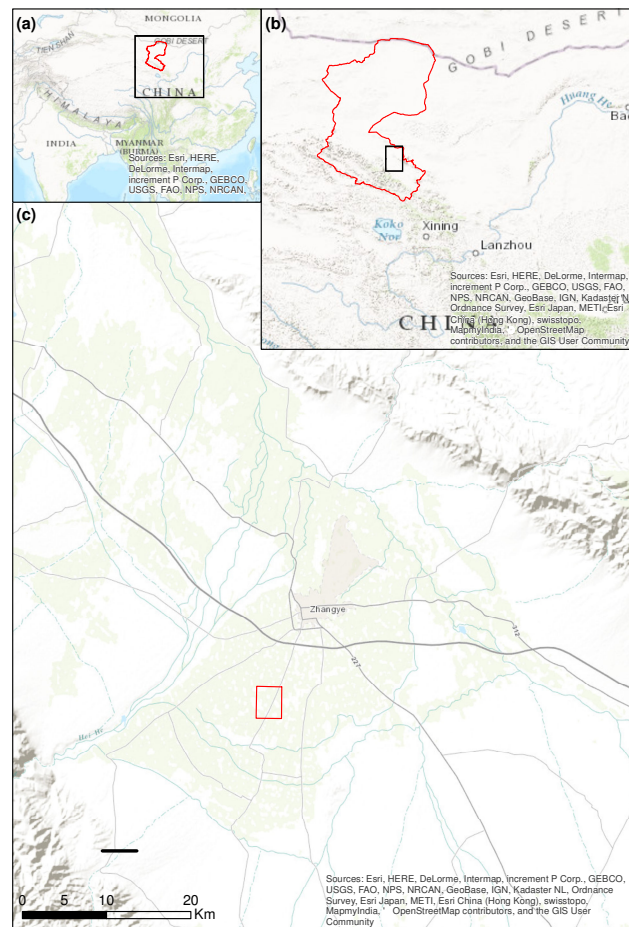 (a)
MONGOLIA
GOBI DESERT
TIEN SHAN
CHINA
HIMALAYA
INDIA
MYANMAR
(BURMA)
Sources: Esri, HERE,
DeLorme, Intermap,
increment P Corp., GEBCO,
USGS, FAO, NPS, NRCAN,
(b)
GOBI DESERT
Huang He
Bao
Koko
Nor
Xining
Lanzhou
CHINA
Sources: Esri, HERE, DeLorme, Intermap,
increment P Corp., GEBCO, USGS, FAO,
NPS, NRCAN, GeoBase, IGN, Kadaster N
Ordnance Survey, Esri Japan, METI, Esri
China (Hong Kong), swisstopo,
MapmyIndia, ' OpenStreetMap
contributors, and the GIS User Community
(c)
Zhangye
312
227
Hei He
Sources: Esri, HERE, DeLorme, Intermap, increment P Corp., GEBCO,
USGS, FAO, NPS, NRCAN, GeoBase, IGN, Kadaster NL, Ordnance
Survey, Esri Japan, METI, Esri China (Hong Kong), swisstopo,
MapmyIndia, ' OpenStreetMap contributors, and the GIS User
Community
0 5 10 20
Km